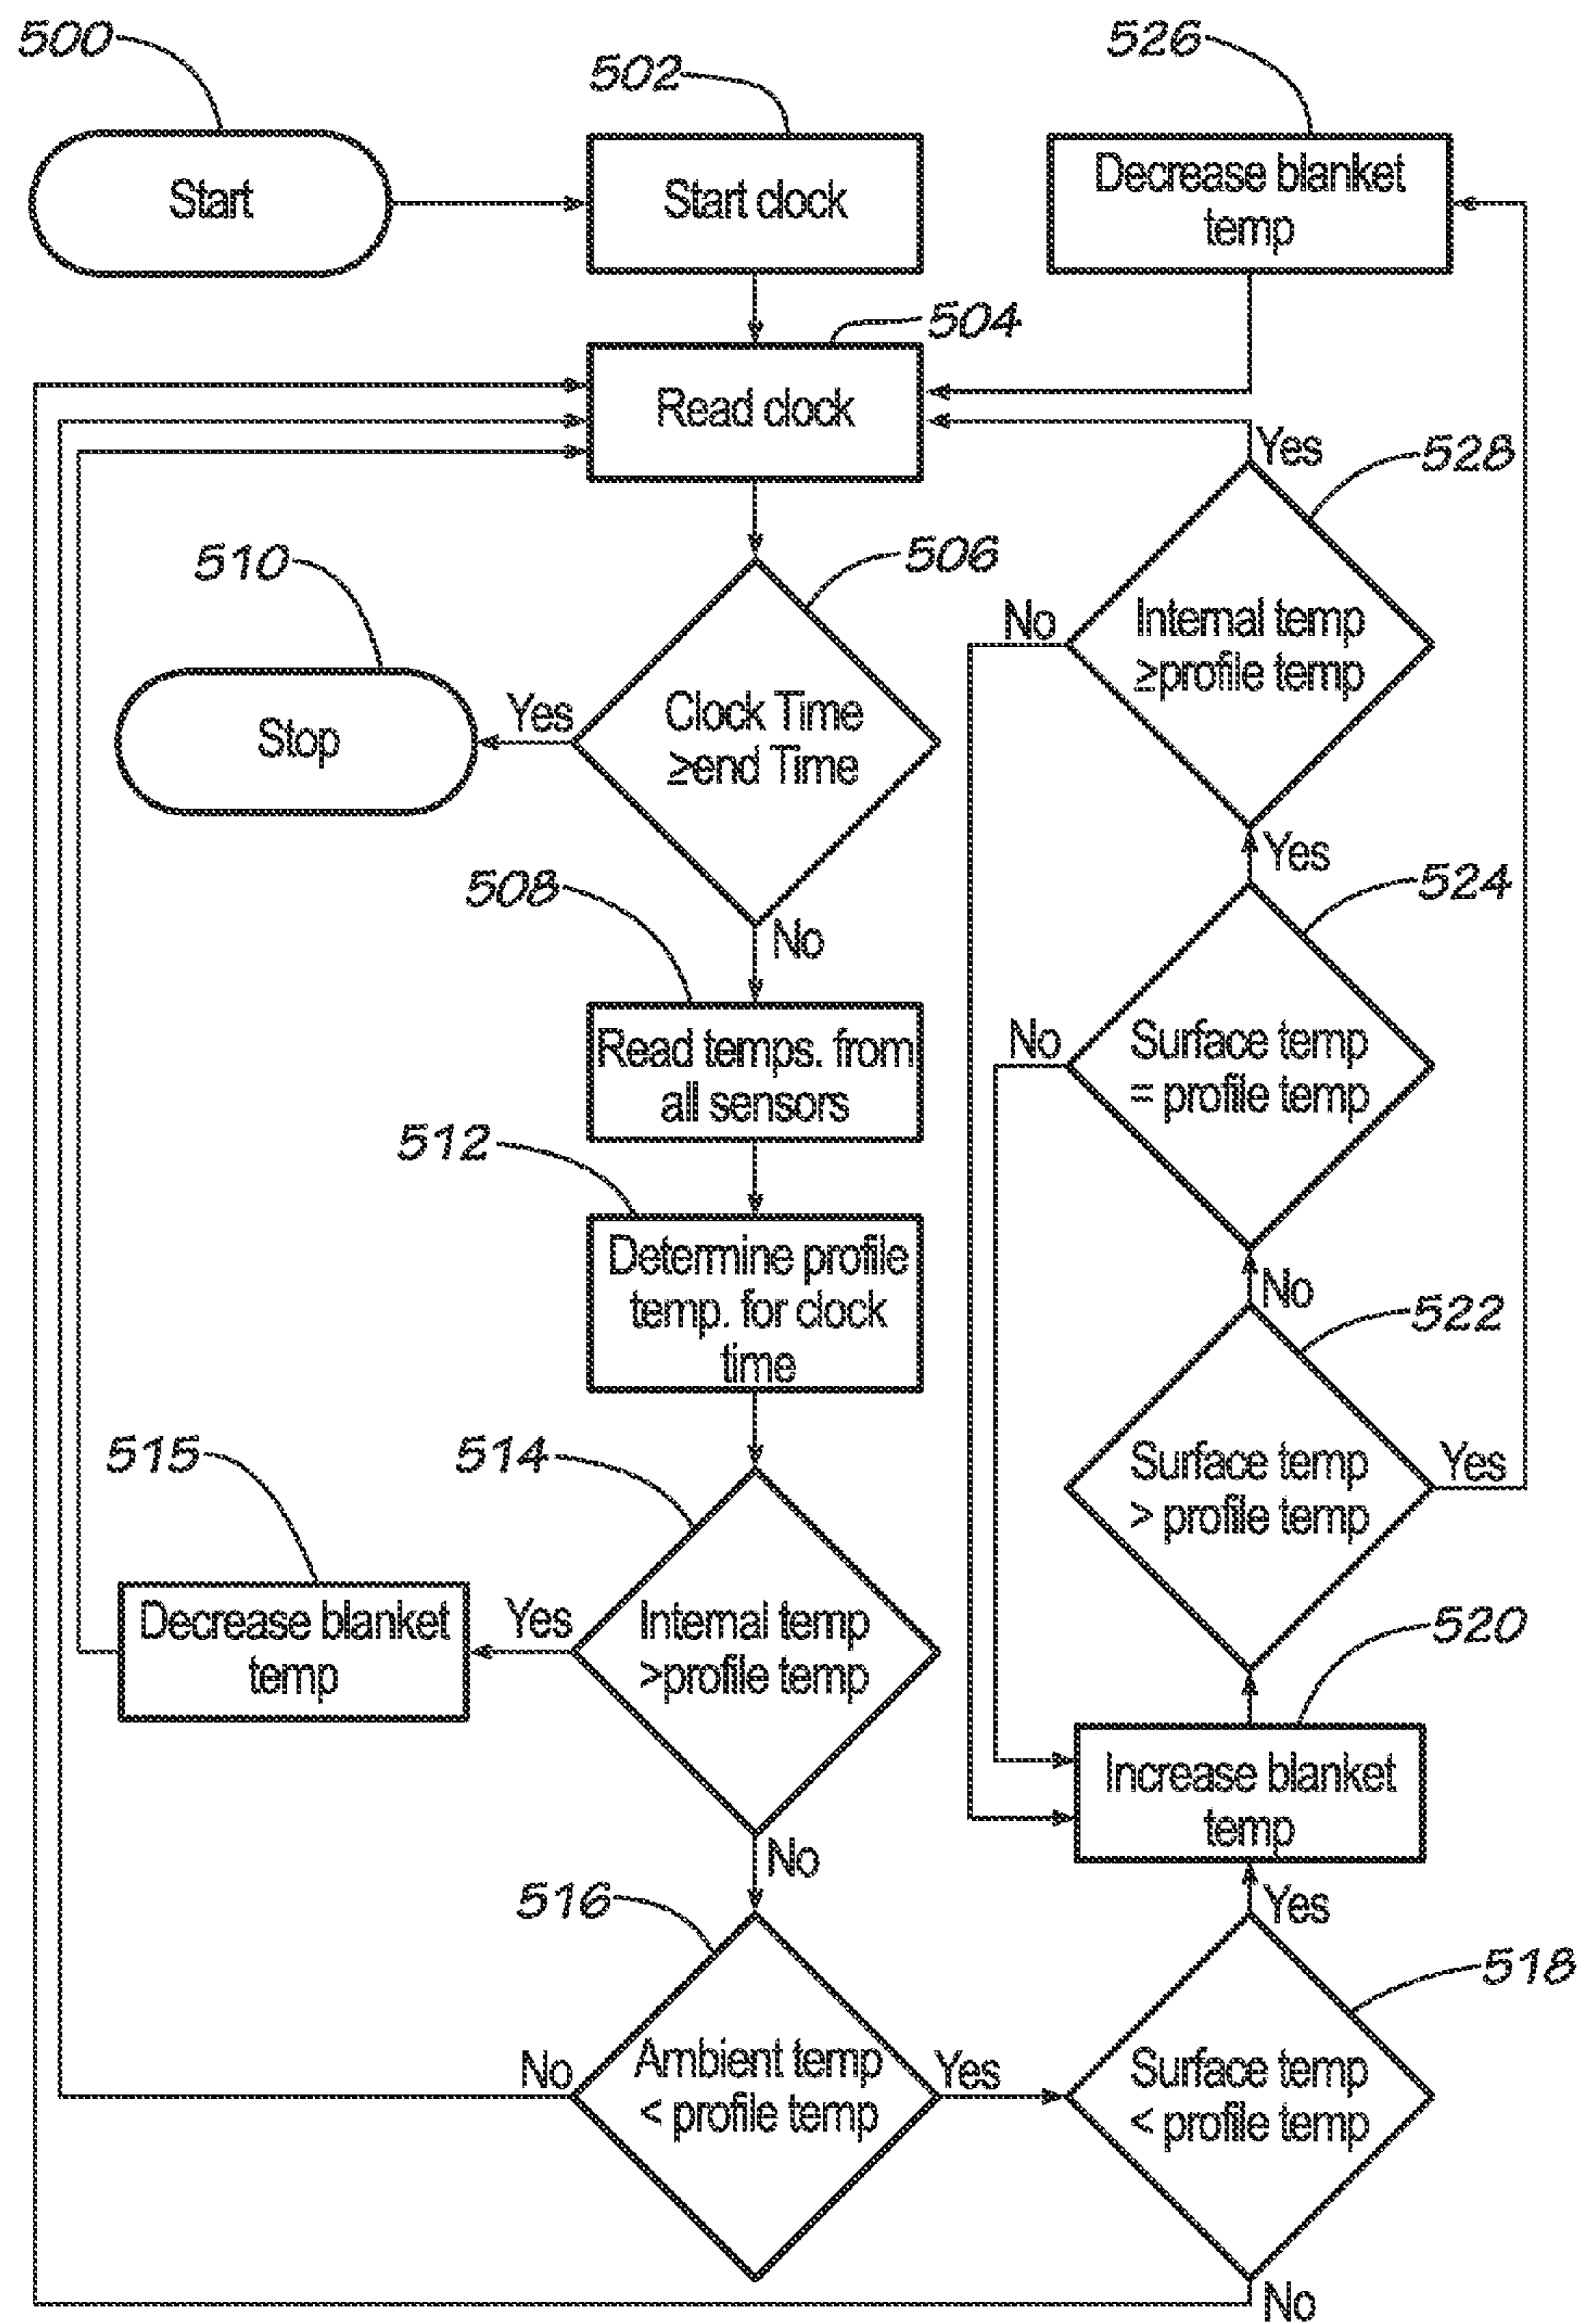 500
502
526
Start
Start clock
Decrease blanket
temp
504
Read clock
Yes
528
510
506
No
Internal temp
≥profile temp
Stop
Yes
Clock Time
≥end Time
Yes
508
No
524
Read temps. from
all sensors
No
Surface temp
= profile temp
512
Determine profile
temp. for clock
time
No
522
515
514
Surface temp
> profile temp
Yes
Decrease blanket
temp
Yes
Internal temp
>profile temp
520
Increase blanket
temp
No
516
Yes
518
No
Ambient temp
< profile temp
Yes
Surface temp
< profile temp
No